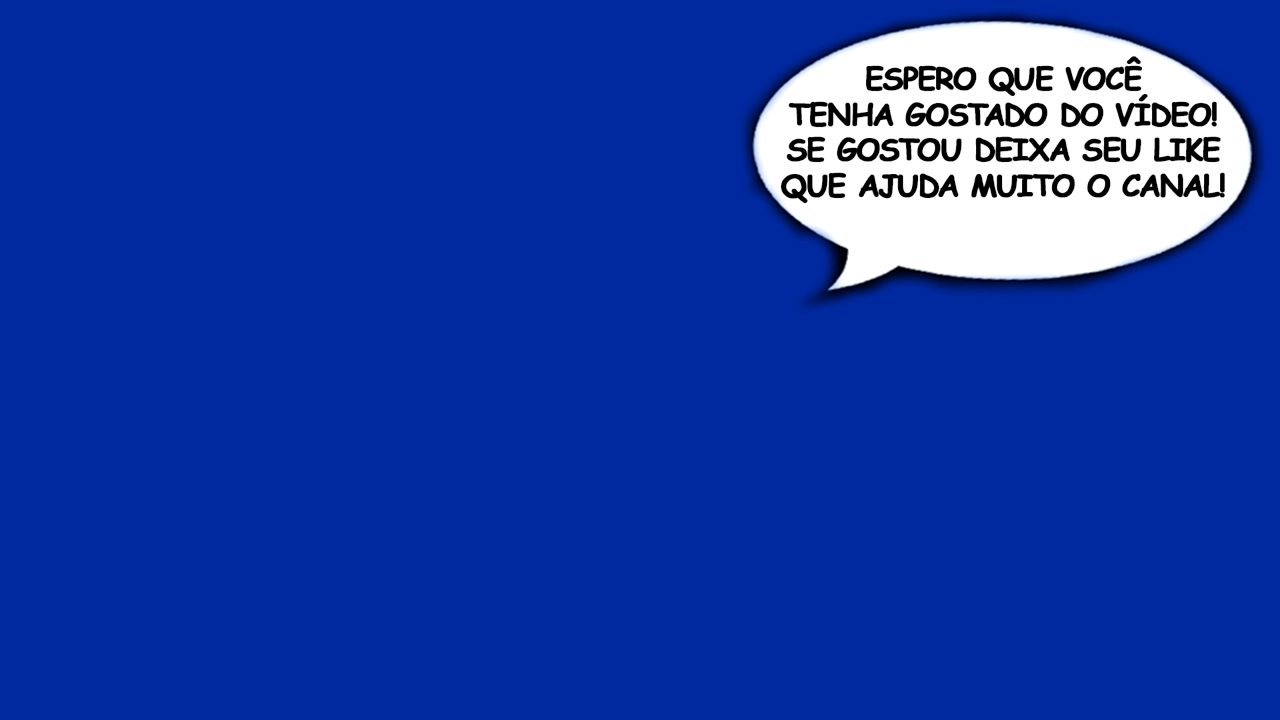 ESPERO QUE VOCÊ
TENHA GOSTADO DO VÍDEO!
SE GOSTOU DEIXA SEU LIKE
QUE AJUDA MUITO O CANAL!